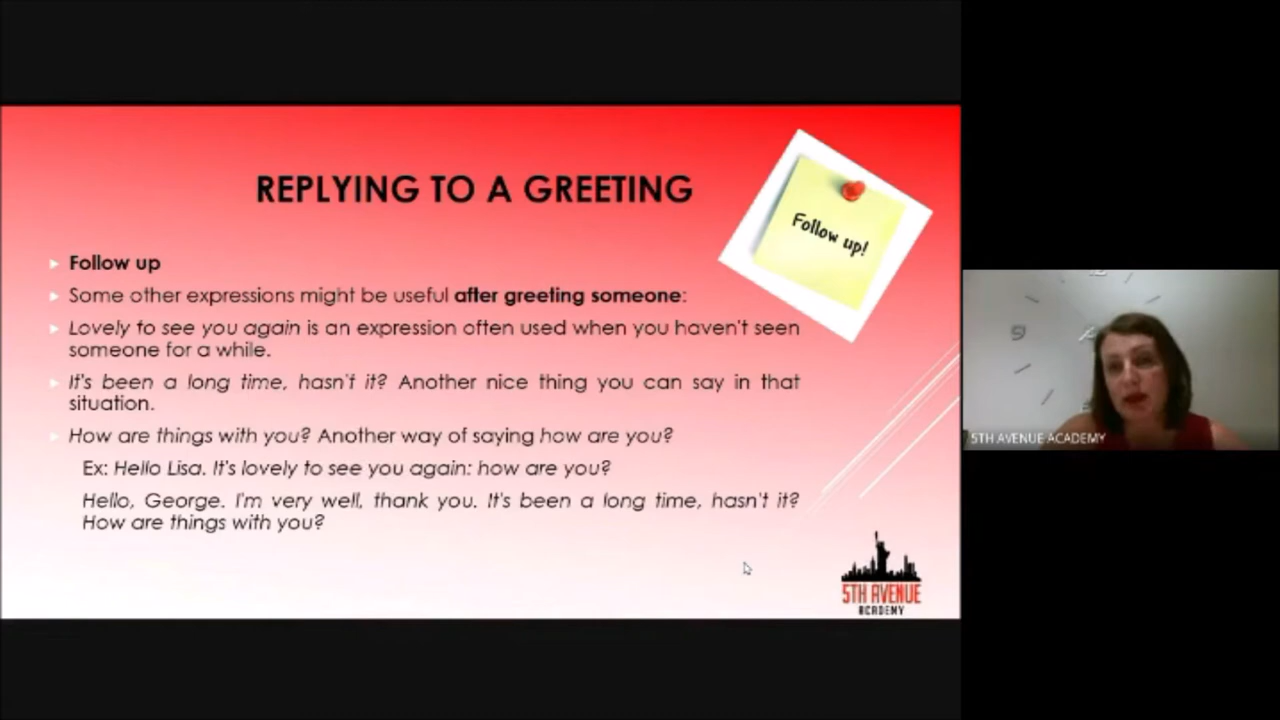 REPLYING TO A GREETING
Follow up!
Follow up
Some other expressions might be useful after greeting someone:
Lovely to see you again is an expression often used when you haven't seen
someone for a while.
It's been a long time, hasn't it? Another nice thing you can say in that
situation.
How are things with you? Another way of saying how are you?
Ex: Hello Lisa. It's lovely to see you again: how are you?
Hello, George. I'm very well, thank you. It's been a long time, hasn't it?
How are things with you?
5TH AVENUE
ACADEMY
9
5TH AVENUE ACADEMY